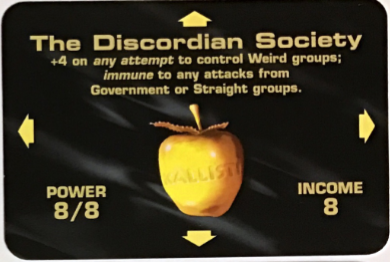 The Discordian Society
+4 on any attempt to control Weird groups;
immune to any attacks from
Government or Straight groups.
KALLISTI
POWER
8/8
INCOME
8